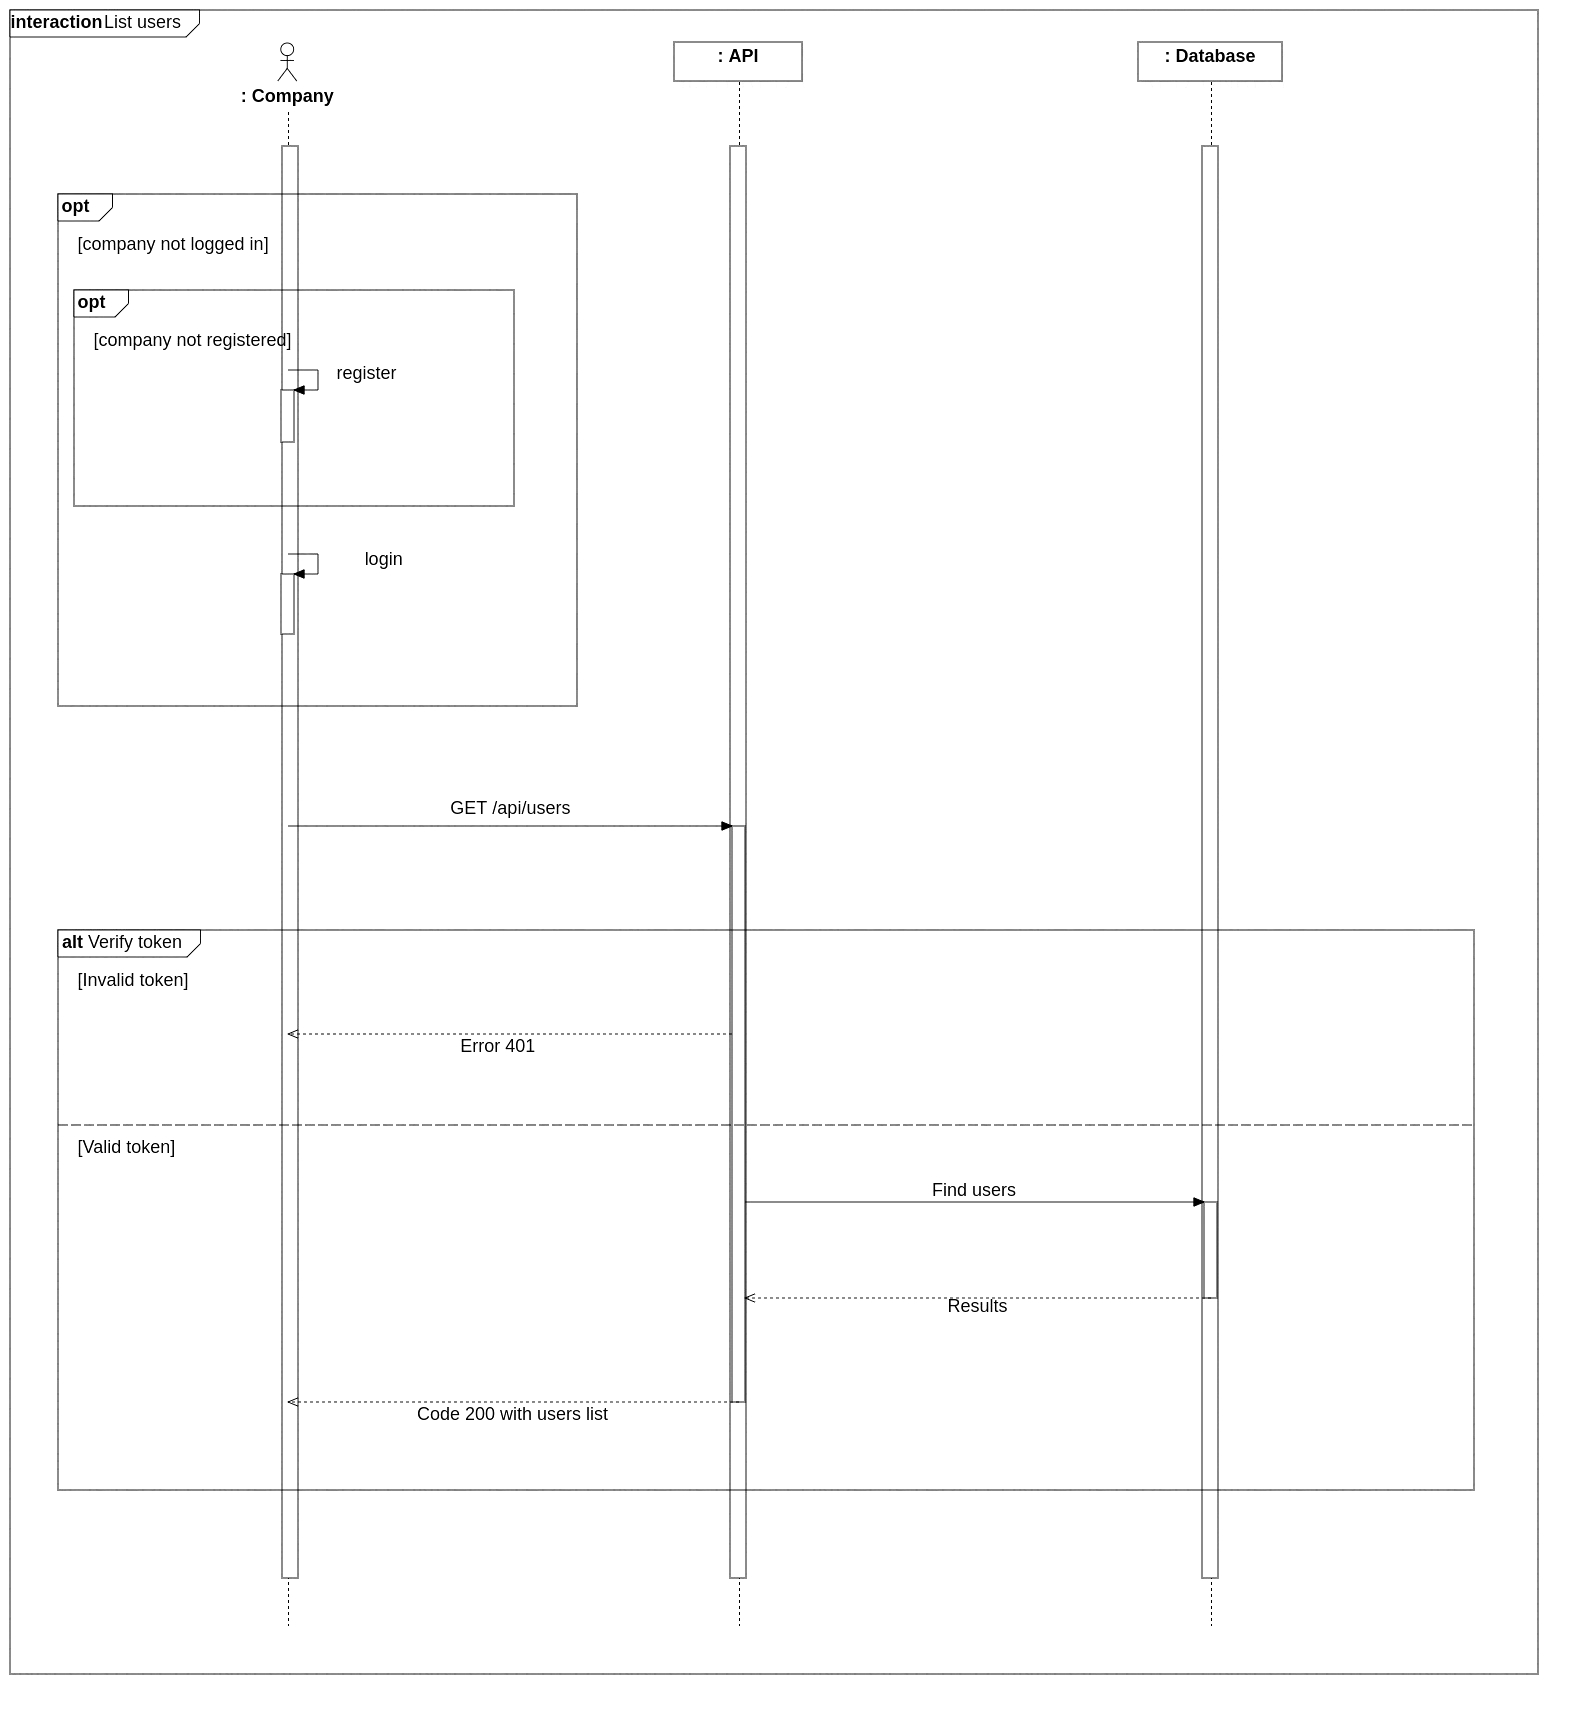 interaction List users
: Company
: API
: Database
opt
[company not logged in]
opt
[company not registered]
register
login
GET /api/users
alt Verify token
[Invalid token]
Error 401
[Valid token]
Find users
Results
Code 200 with users list